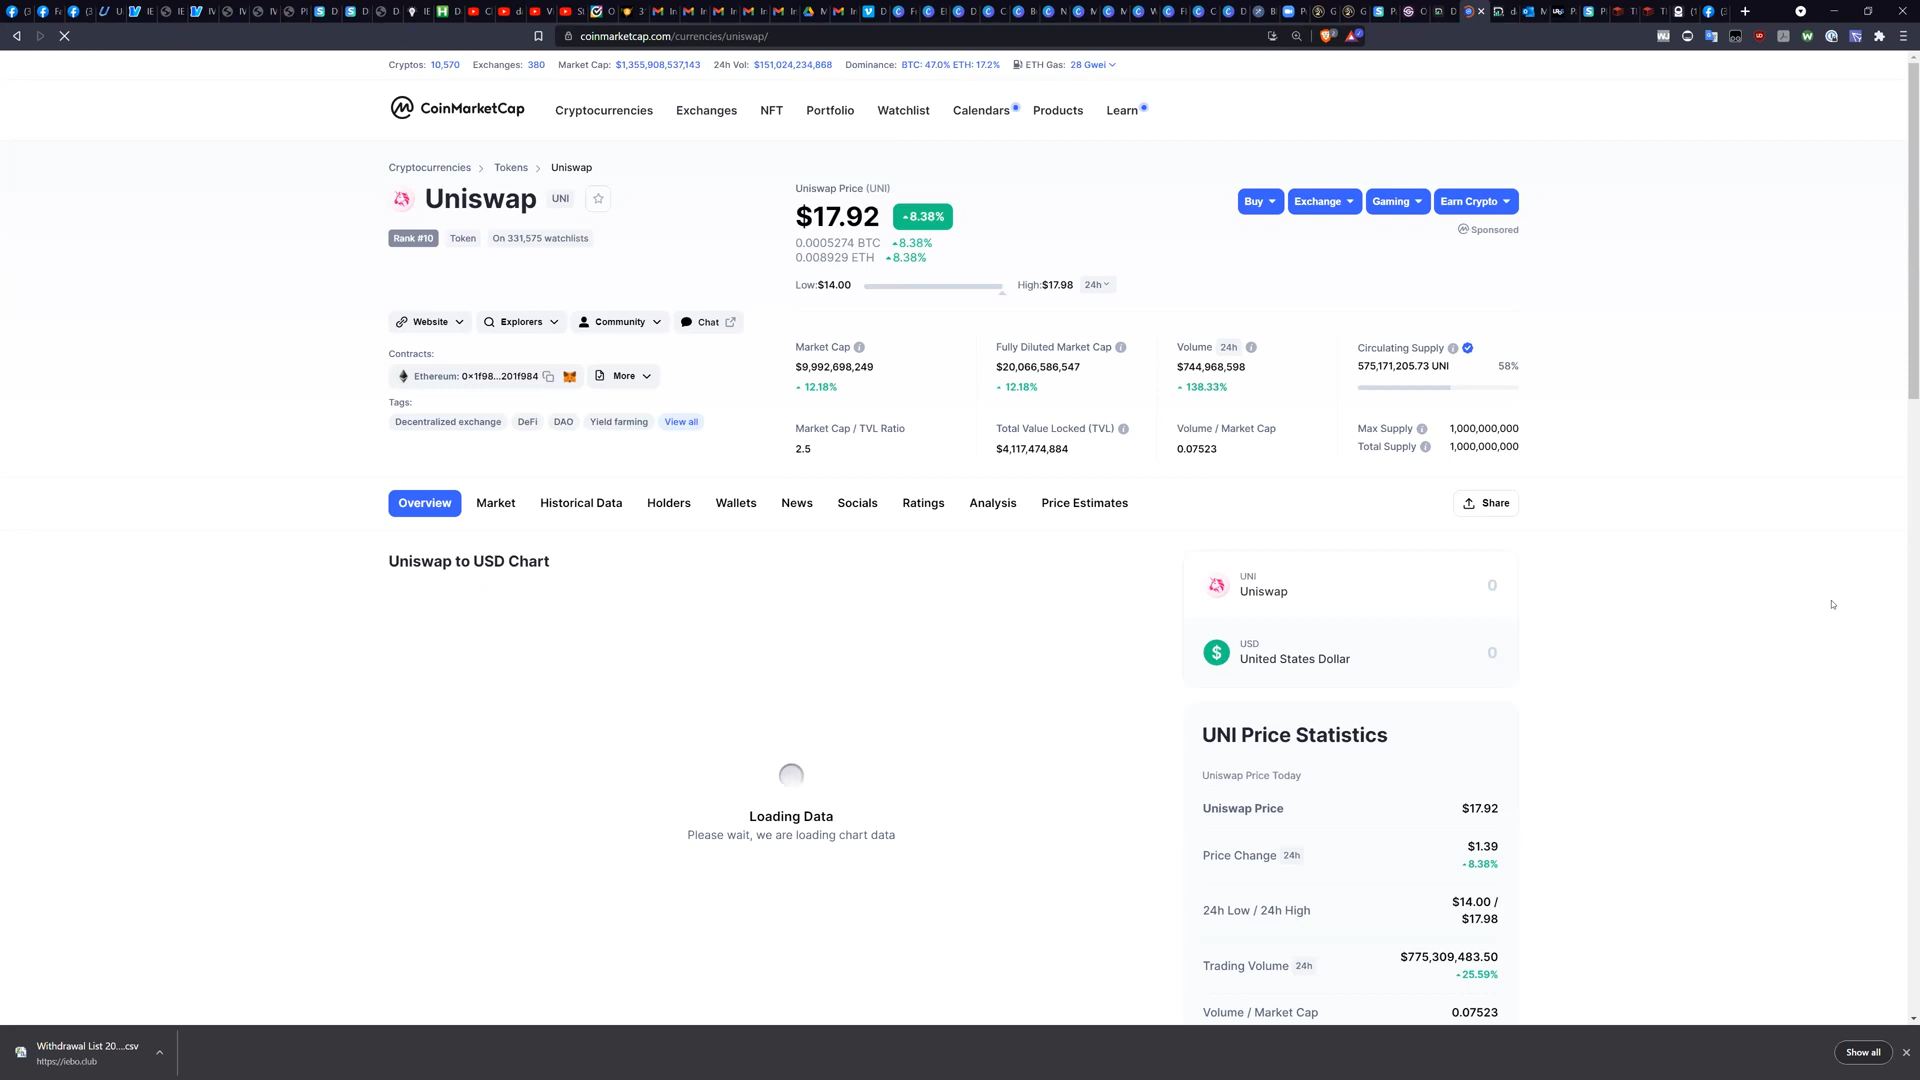 coinmarketcap.com/currencies/uniswap/
Cryptos: 10,570 Exchanges: 380 Market Cap: $1,355,908,537,143 24h Vol: $151,024,234,868 Dominance: BTC: 47.0% ETH: 17.2% ETH Gas: 28 Gwei
CoinMarketCap Cryptocurrencies Exchanges NFT Portfolio Watchlist Calendars Products Learn
Cryptocurrencies > Tokens > Uniswap
Uniswap UNI
Rank #10 Token On 331,575 watchlists
Uniswap Price (UNI)
$17.92 8.38%
0.0005274 BTC 8.38%
0.008929 ETH 8.38%
Low:$14.00 High:$17.98 24h
Buy Exchange Gaming Earn Crypto
Sponsored
Website Explorers Community Chat
Contracts:
Ethereum: 0x1f98...201f984 More
Tags:
Decentralized exchange DeFi DAO Yield farming View all
Market Cap
$9,992,698,249
12.18%
Fully Diluted Market Cap
$20,066,586,547
12.18%
Volume 24h
$744,968,598
138.33%
Circulating Supply
575,171,205.73 UNI 58%
Market Cap / TVL Ratio
2.5
Total Value Locked (TVL)
$4,117,474,884
Volume / Market Cap
0.07523
Max Supply 1,000,000,000
Total Supply 1,000,000,000
Overview Market Historical Data Holders Wallets News Socials Ratings Analysis Price Estimates Share
Uniswap to USD Chart
Loading Data
Please wait, we are loading chart data
UNI
Uniswap 0
USD
United States Dollar 0
UNI Price Statistics
Uniswap Price Today
Uniswap Price $17.92
Price Change 24h $1.39
8.38%
24h Low / 24h High $14.00 /
$17.98
Trading Volume 24h $775,309,483.50
25.59%
Volume / Market Cap 0.07523
Withdrawal List 20....csv
https://iebo.club
Show all